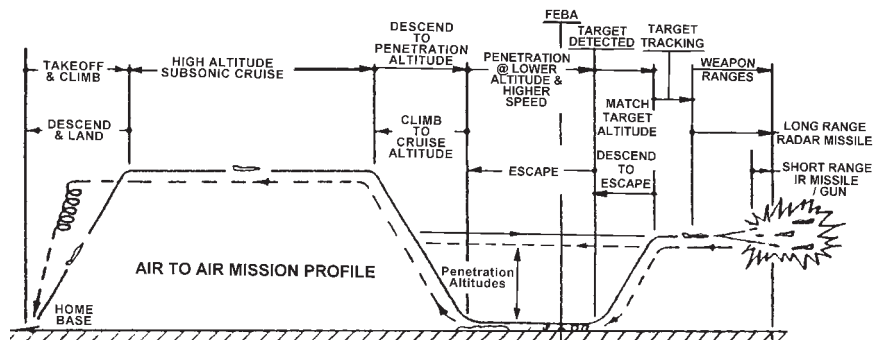 FEBA
DESCEND
TO
PENETRATION
ALTITUDE
TARGET
DETECTED
TARGET
TRACKING
TAKEOFF
& CLIMB
HIGH ALTITUDE
SUBSONIC CRUISE
PENETRATION
@ LOWER
ALTITUDE &
HIGHER
SPEED
WEAPON
RANGES
DESCEND
& LAND
CLIMB
TO
CRUISE
ALTITUDE
MATCH
TARGET
ALTITUDE
LONG RANGE
RADAR MISSILE
ESCAPE
DESCEND
TO
ESCAPE
SHORT RANGE
IR MISSILE
/ GUN
AIR TO AIR MISSION PROFILE
Penetration
Altitudes
HOME
BASE